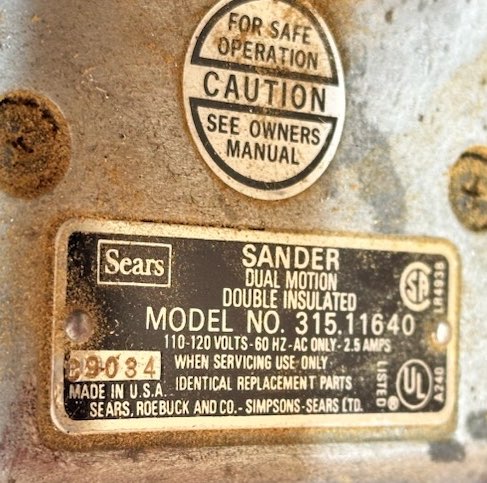 FOR SAFE
OPERATION
CAUTION
SEE OWNERS
MANUAL
Sears
SANDER
DUAL MOTION
DOUBLE INSULATED
MODEL NO. 315.11640
110-120 VOLTS-60 HZ-AC ONLY-2.5 AMPS
WHEN SERVICING USE ONLY
IDENTICAL REPLACEMENT PARTS
MADE IN U.S.A.
SEARS, ROEBUCK AND CO.- SIMPSONS-SEARS LTD.
SA
LR4938
LISTED
UL
®
A240